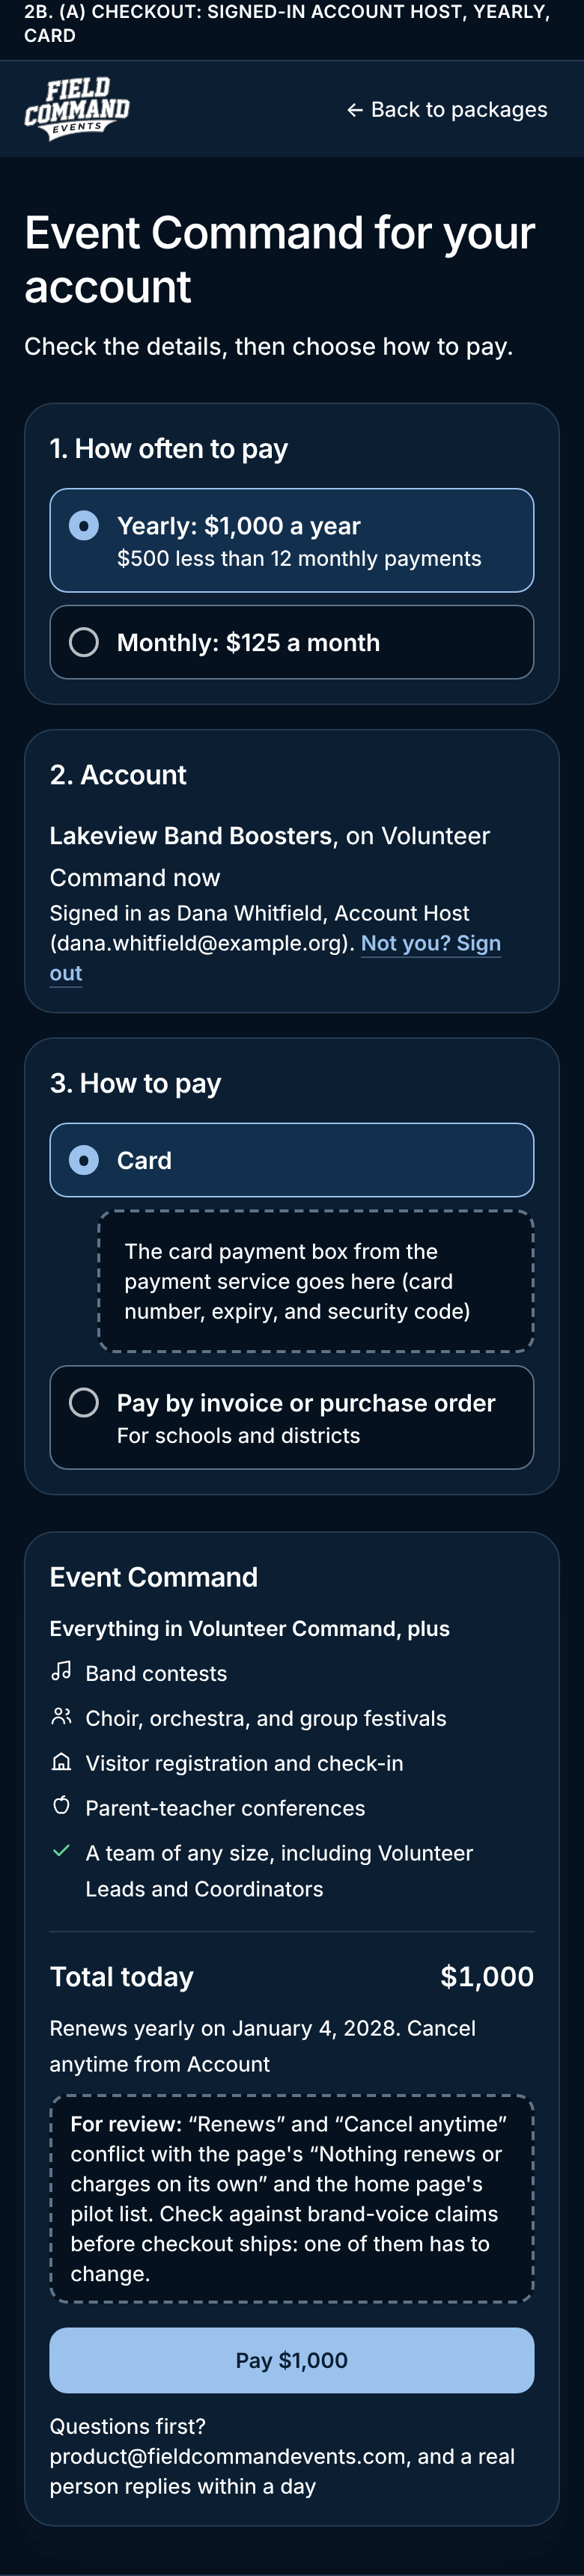 2B. (A) CHECKOUT: SIGNED-IN ACCOUNT HOST, YEARLY,
CARD
FIELD
COMMAND
EVENTS
← Back to packages
Event Command for your
account
Check the details, then choose how to pay.
1. How often to pay
Yearly: $1,000 a year
$500 less than 12 monthly payments
Monthly: $125 a month
2. Account
Lakeview Band Boosters, on Volunteer
Command now
Signed in as Dana Whitfield, Account Host
(dana.whitfield@example.org). Not you? Sign
out
3. How to pay
Card
The card payment box from the
payment service goes here (card
number, expiry, and security code)
Pay by invoice or purchase order
For schools and districts
Event Command
Everything in Volunteer Command, plus
Band contests
Choir, orchestra, and group festivals
Visitor registration and check-in
Parent-teacher conferences
A team of any size, including Volunteer
Leads and Coordinators
Total today $1,000
Renews yearly on January 4, 2028. Cancel
anytime from Account
For review: “Renews” and “Cancel anytime”
conflict with the page's “Nothing renews or
charges on its own” and the home page's
pilot list. Check against brand-voice claims
before checkout ships: one of them has to
change.
Pay $1,000
Questions first?
product@fieldcommandevents.com, and a real
person replies within a day